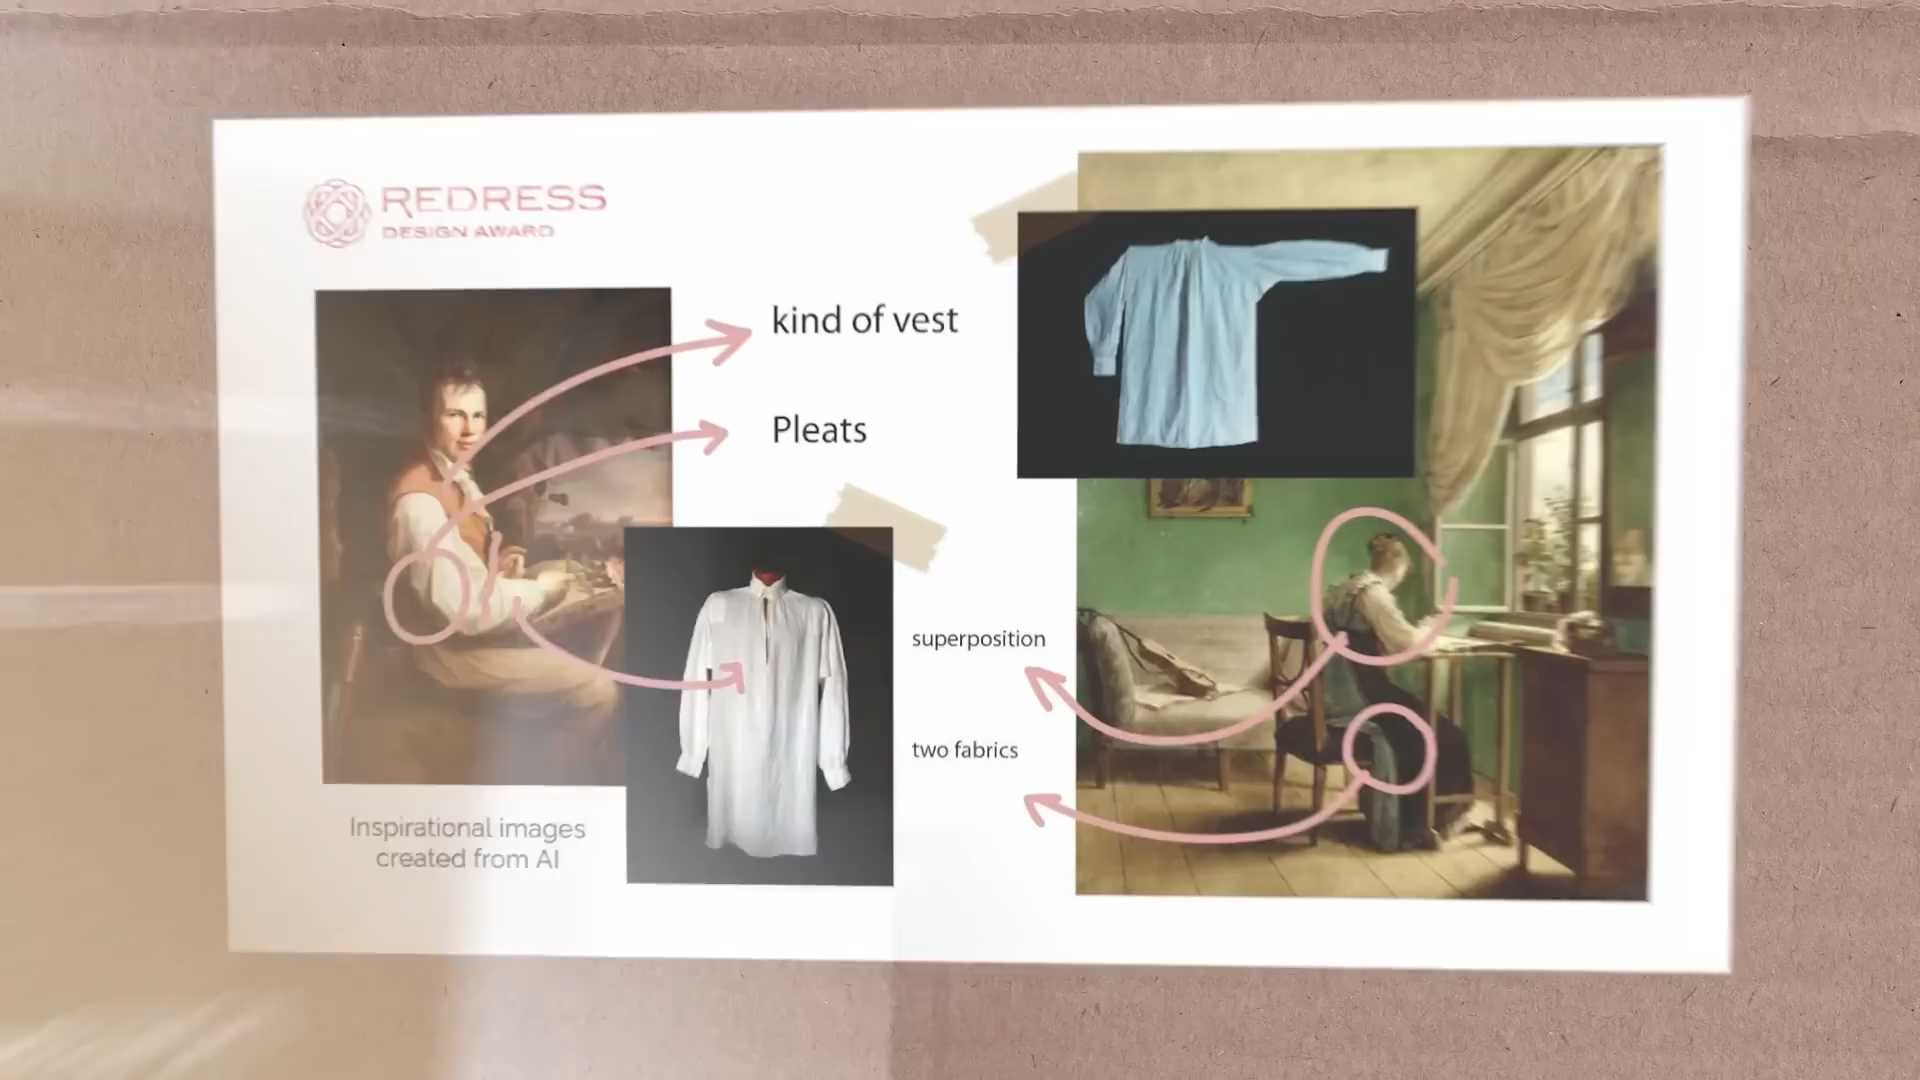 REDRESS
DESIGN AWARD
kind of vest
Pleats
superposition
two fabrics
Inspirational images
created from AI